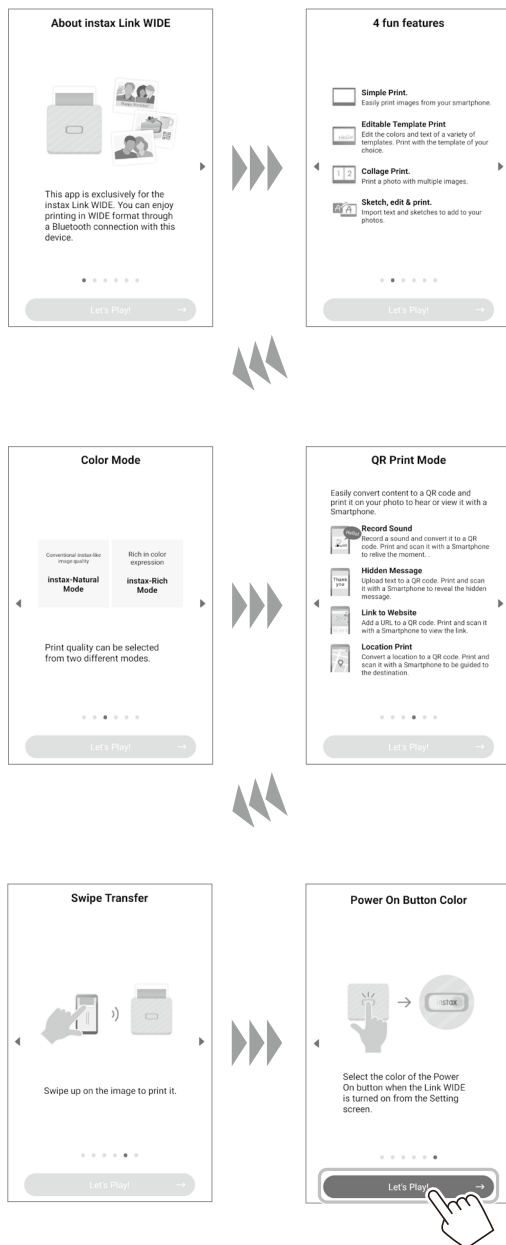 About instax Link WIDE
Happy Birthday!
This app is exclusively for the
instax Link WIDE. You can enjoy
printing in WIDE format through
a Bluetooth connection with this
device.
Let's Play! →
4 fun features
Simple Print.
Easily print images from your smartphone.
Editable Template Print
Edit the colors and text of a variety of
templates. Print with the template of your
choice.
1 2
Collage Print.
Print a photo with multiple images.
Sketch, edit & print.
Import text and sketches to add to your
photos.
Let's Play! →
Color Mode
Conventional instax-like
image quality
instax-Natural
Mode
Rich in color
expression
instax-Rich
Mode
Print quality can be selected
from two different modes.
Let's Play! →
QR Print Mode
Easily convert content to a QR code and
print it on your photo to hear or view it with a
Smartphone.
Hello!
Record Sound
Record a sound and convert it to a QR
code. Print and scan it with a Smartphone
to relive the moment. .
Thank
you
Hidden Message
Upload text to a QR code. Print and scan
it with a Smartphone to reveal the hidden
message.
Link to Website
Add a URL to a QR code. Print and scan it
with a Smartphone to view the link.
Location Print
Convert a location to a QR code. Print and
scan it with a Smartphone to be guided to
the destination.
Let's Play! →
Swipe Transfer
Swipe up on the image to print it.
Let's Play! →
Power On Button Color
instax
Select the color of the Power
On button when the Link WIDE
is turned on from the Setting
screen.
Let's Play! →